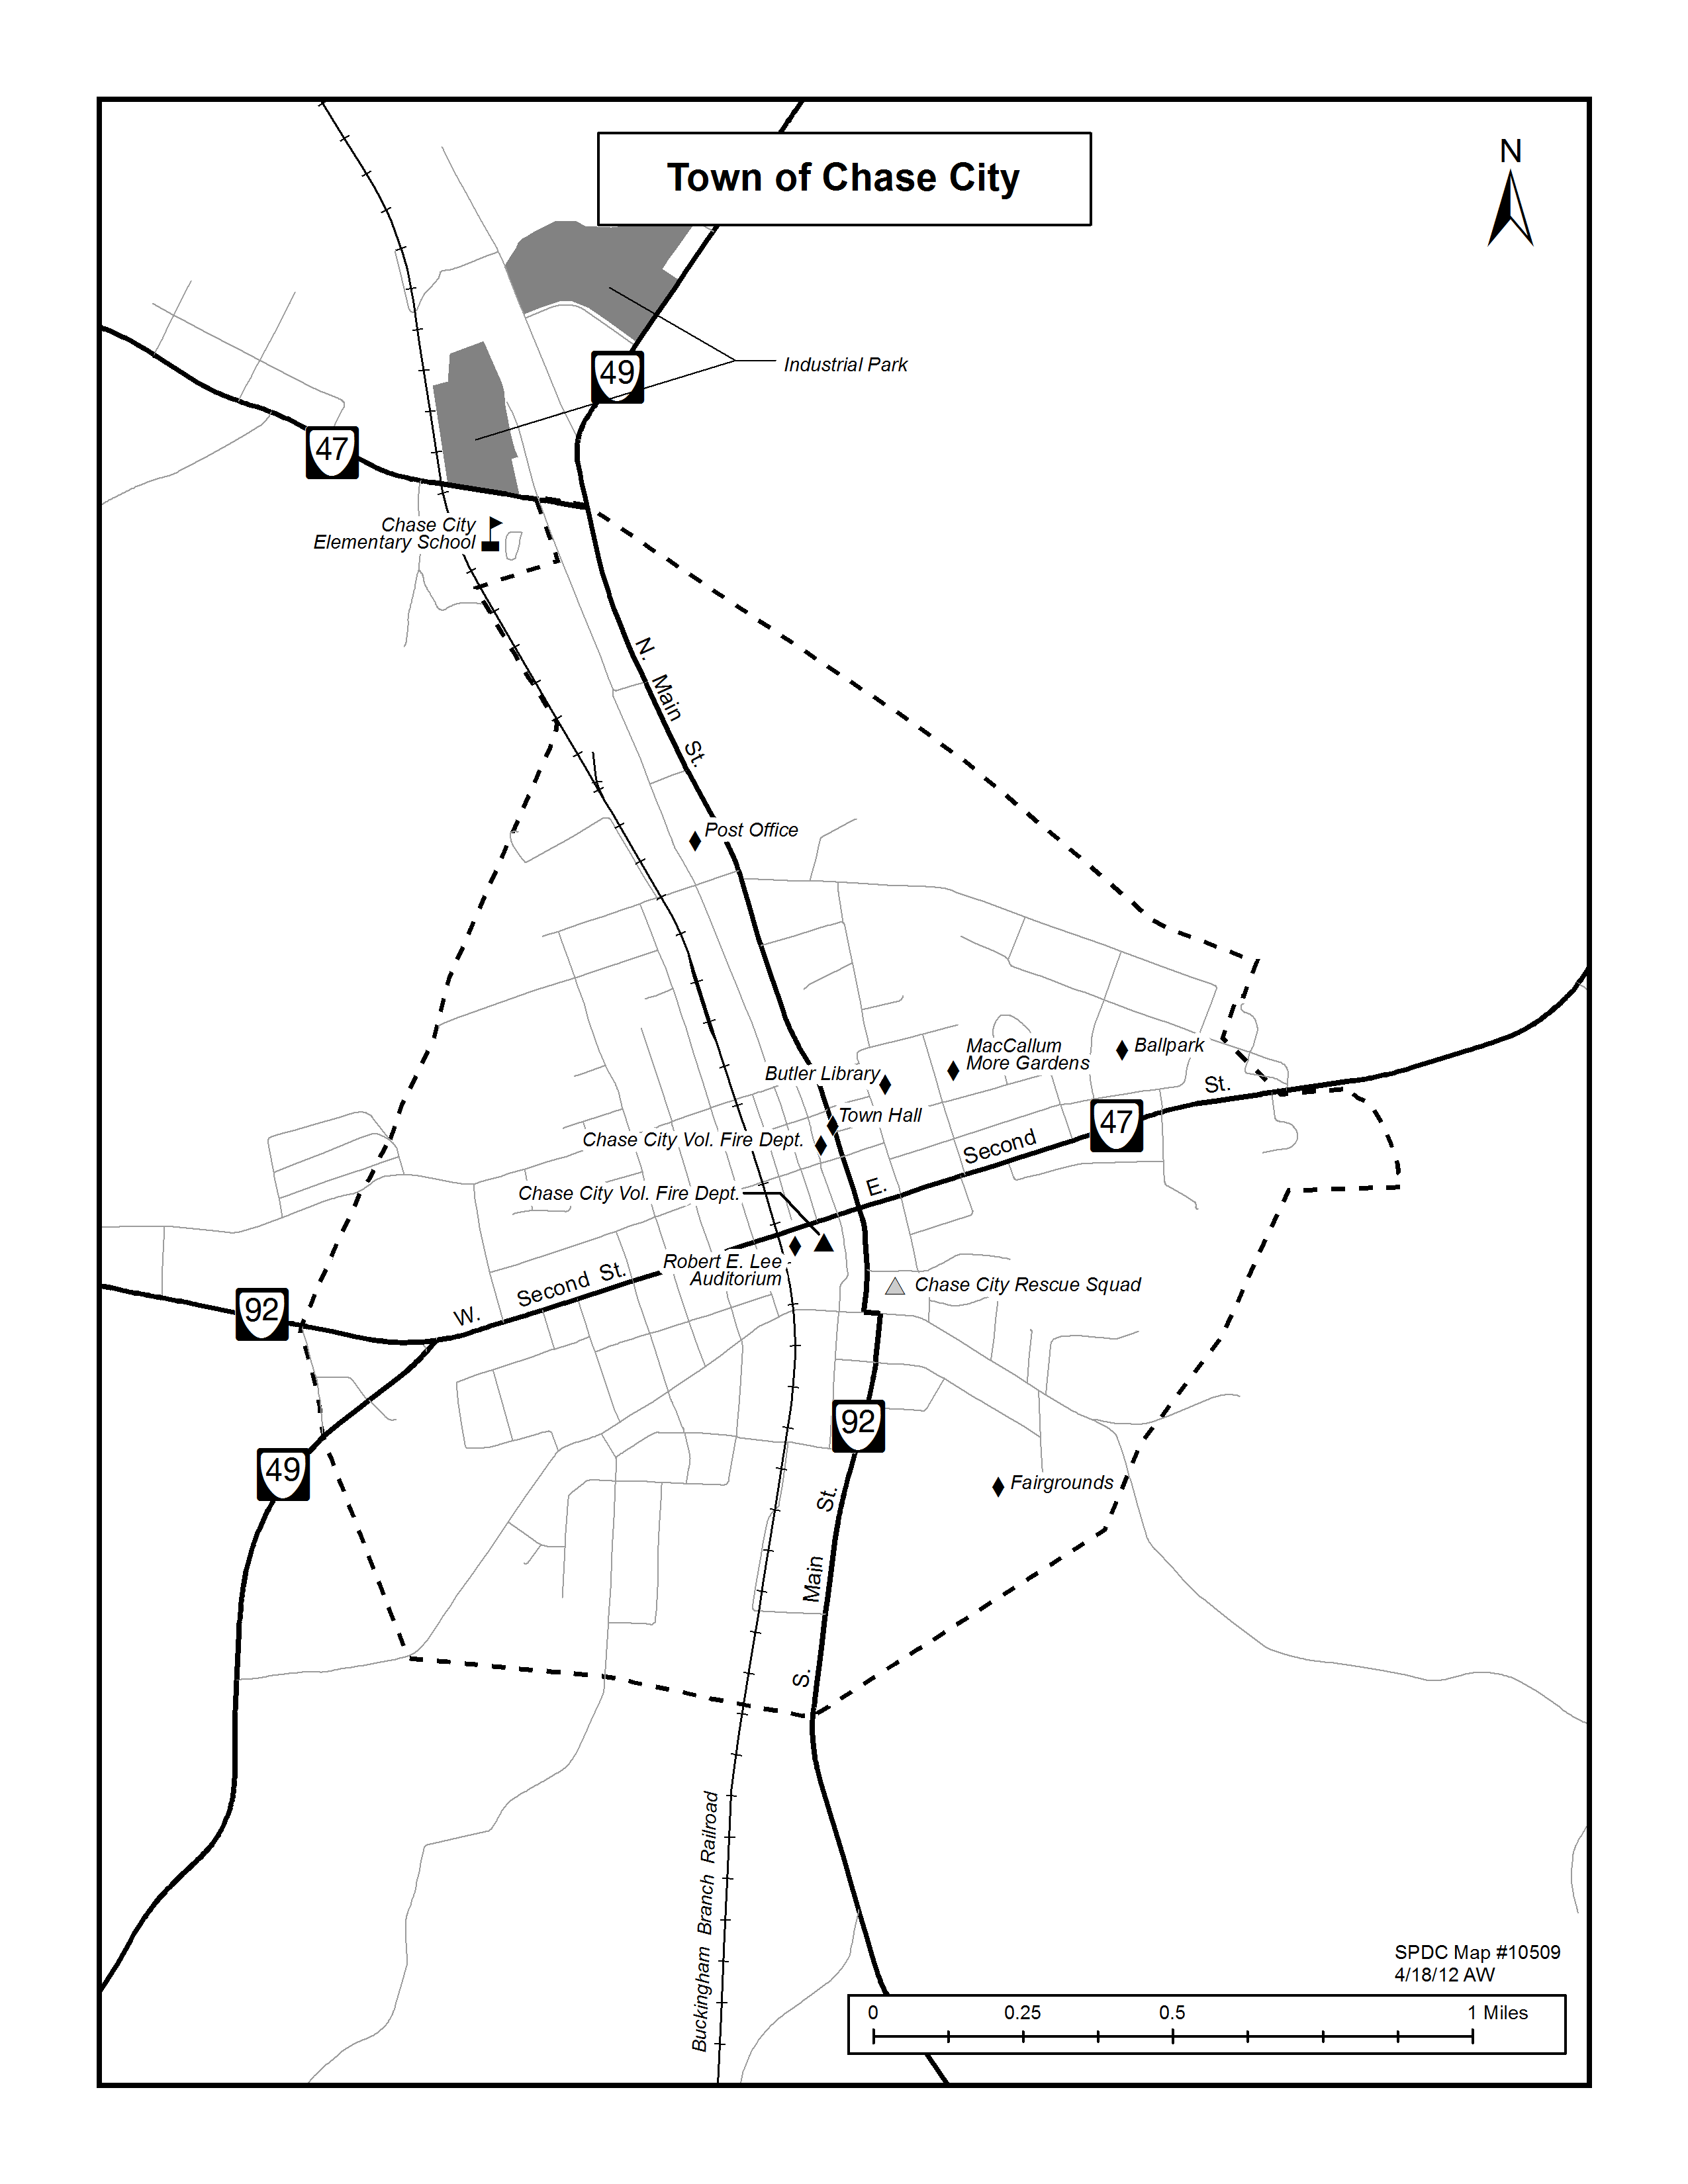 Town of Chase City
N
Industrial Park
49
47
Chase City
Elementary School
N. Main St.
Post Office
MacCallum
More Gardens
Ballpark
Butler Library
St.
Town Hall
47
Chase City Vol. Fire Dept.
Second
E.
Chase City Vol. Fire Dept.
Robert E. Lee
Auditorium
Chase City Rescue Squad
W. Second St.
92
92
49
Fairgrounds
S. Main St.
Buckingham Branch Railroad
SPDC Map #10509
4/18/12 AW
0 0.25 0.5 1 Miles